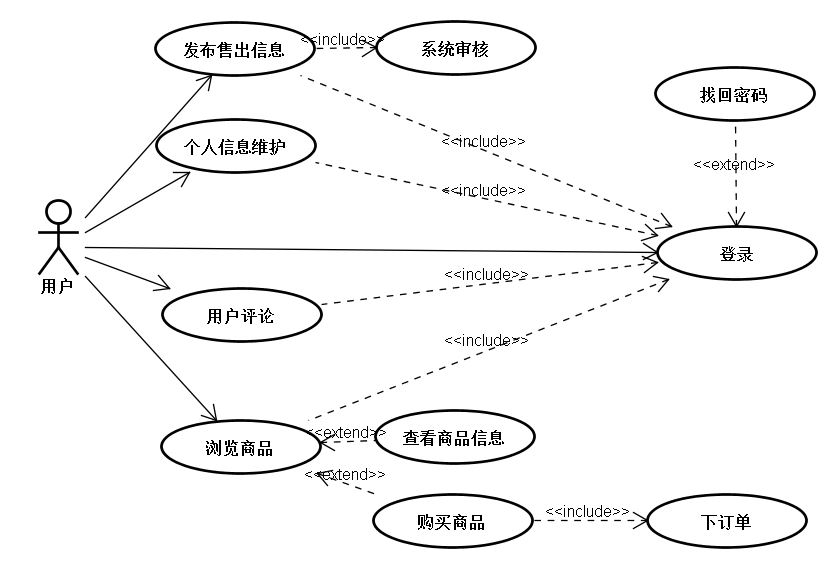 <<include>>
发布售出信息
系统审核
找回密码
<<include>>
个人信息维护
<<extend>>
<<include>>
登录
用户
<<include>>
用户评论
<<include>>
<<extend>>
查看商品信息
浏览商品
<<extend>>
<<include>>
购买商品
下订单